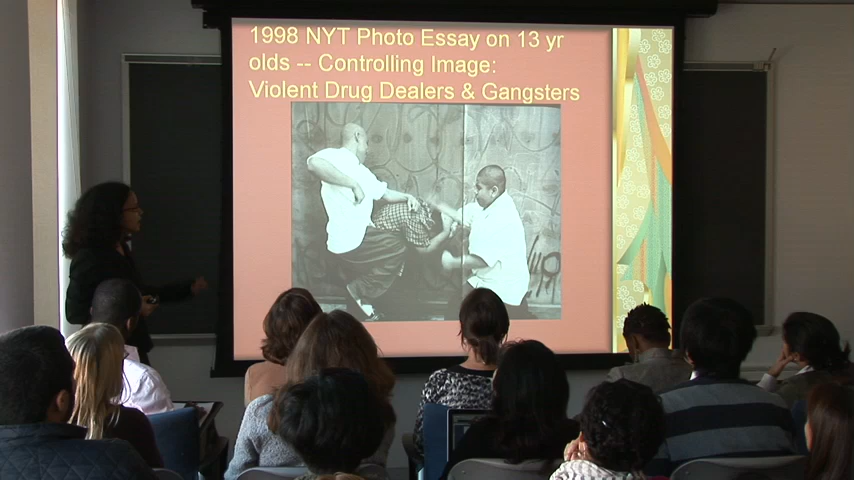 1998 NYT Photo Essay on 13 yr
olds -- Controlling Image:
Violent Drug Dealers & Gangsters